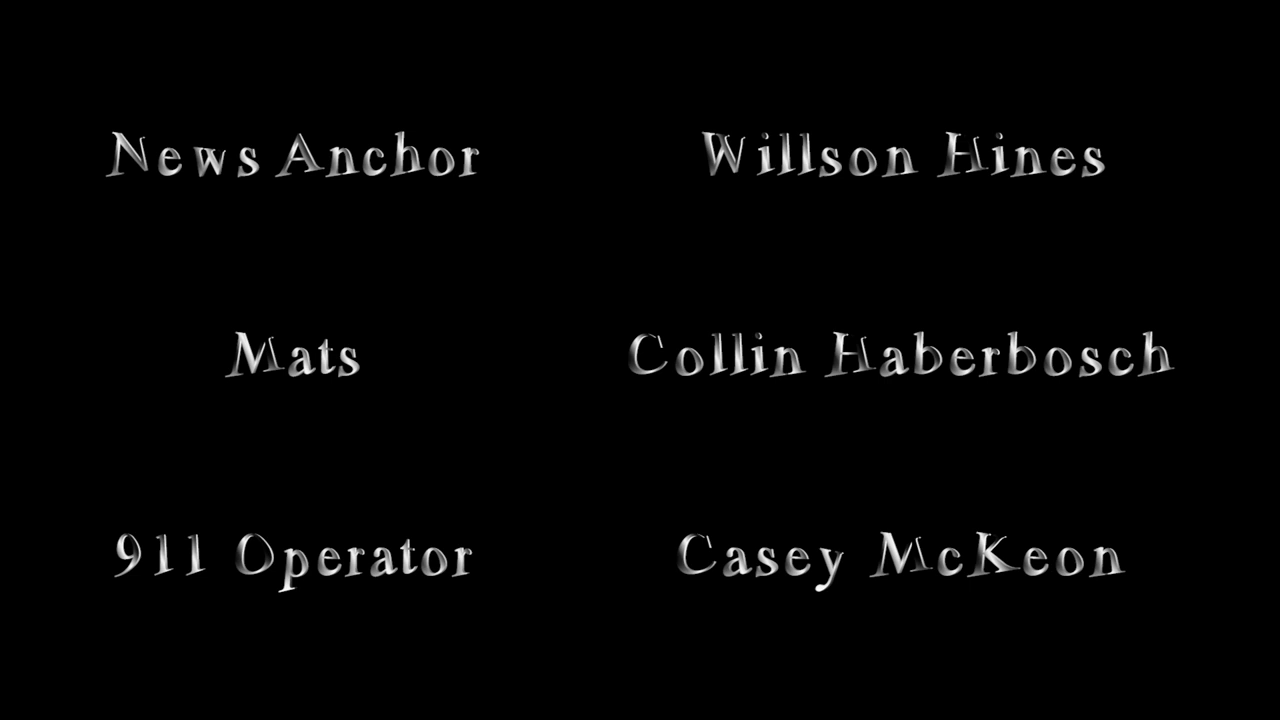 News Anchor Willson Hines
Mats Collin Haberbosch
911 Operator Casey McKeon